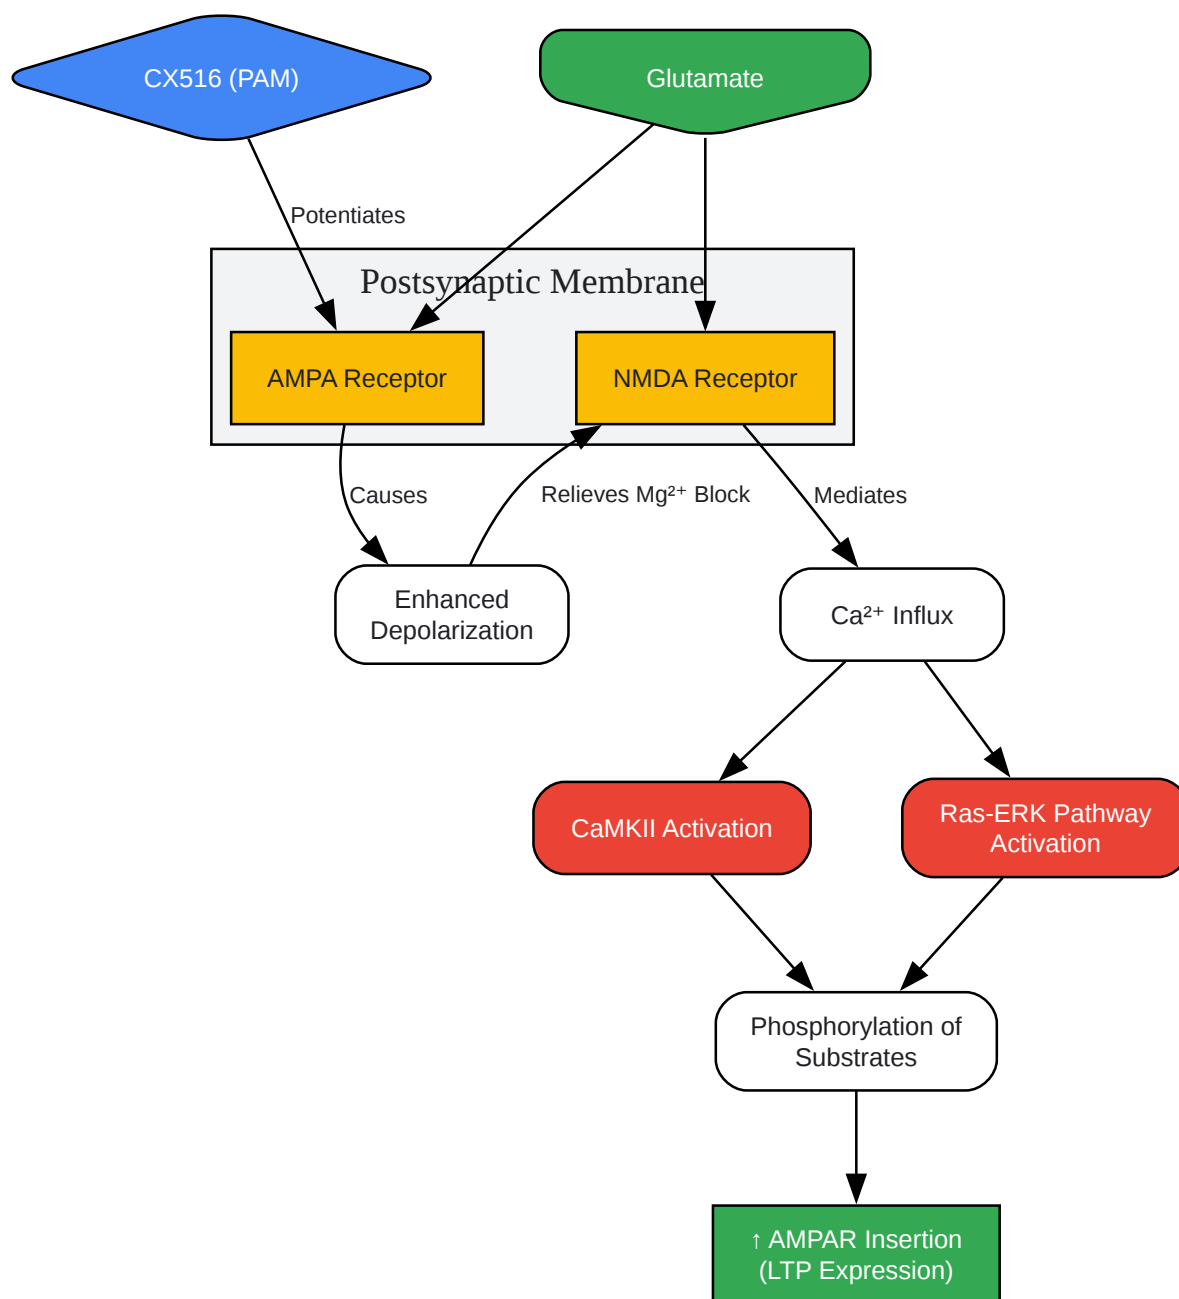 CX516 (PAM)
Glutamate
Potentiates
Postsynaptic Membrane
AMPA Receptor
NMDA Receptor
Causes
Relieves Mg²⁺ Block
Mediates
Enhanced
Depolarization
Ca²⁺ Influx
CaMKII Activation
Ras-ERK Pathway
Activation
Phosphorylation of
Substrates
↑ AMPAR Insertion
(LTP Expression)